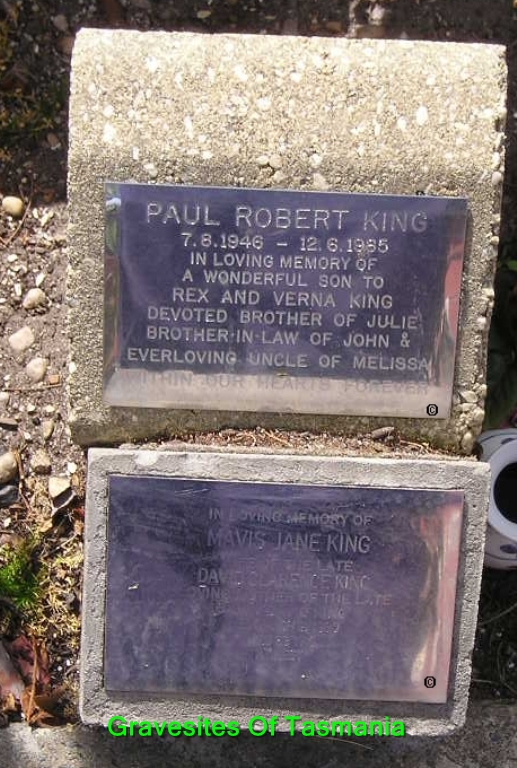 PAUL ROBERT KING
7.8.1946 - 12.6.1985
IN LOVING MEMORY OF
A WONDERFUL SON TO
REX AND VERNA KING
DEVOTED BROTHER OF JULIE
BROTHER-IN-LAW OF JOHN &
EVERLOVING UNCLE OF MELISSA
WITHIN OUR HEARTS FOREVER
©
IN LOVING MEMORY OF
MAVIS JANE KING
THE LATE
DAVID CLARENCE KING
MOTHER OF THE LATE
KING
©
Gravesites Of Tasmania